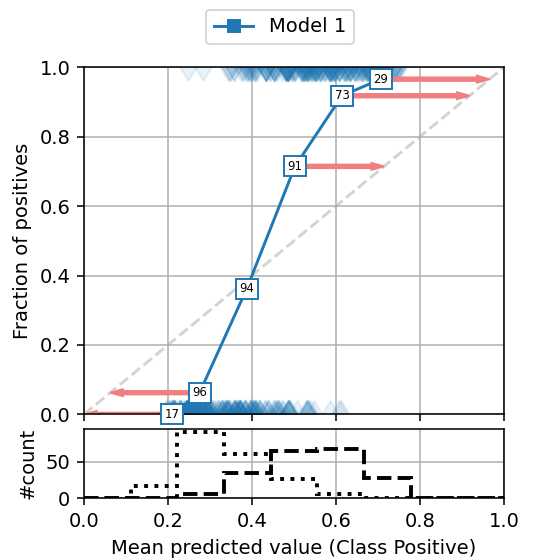 Model 1
1.0
0.8
0.6
0.4
0.2
0.0
Fraction of positives
29
73
91
94
96
17
50
0
#count
0.0 0.2 0.4 0.6 0.8 1.0
Mean predicted value (Class Positive)